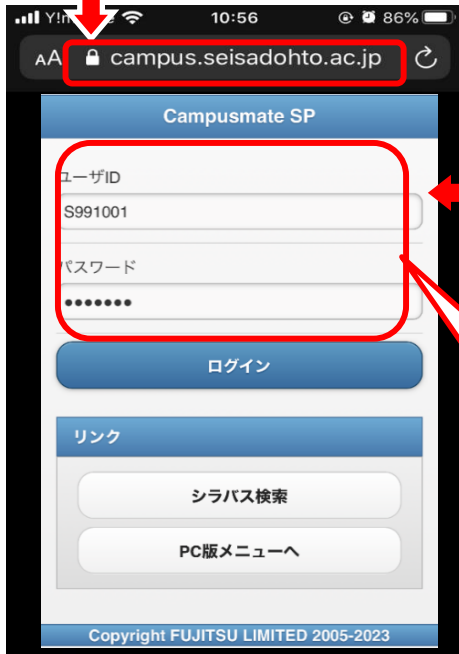 10:56
86%
AA campus.seisadohto.ac.jp
Campusmate SP
ユーザID
S991001
パスワード
•••••••
ログイン
リンク
シラバス検索
PC版メニューへ
Copyright FUJITSU LIMITED 2005-2023